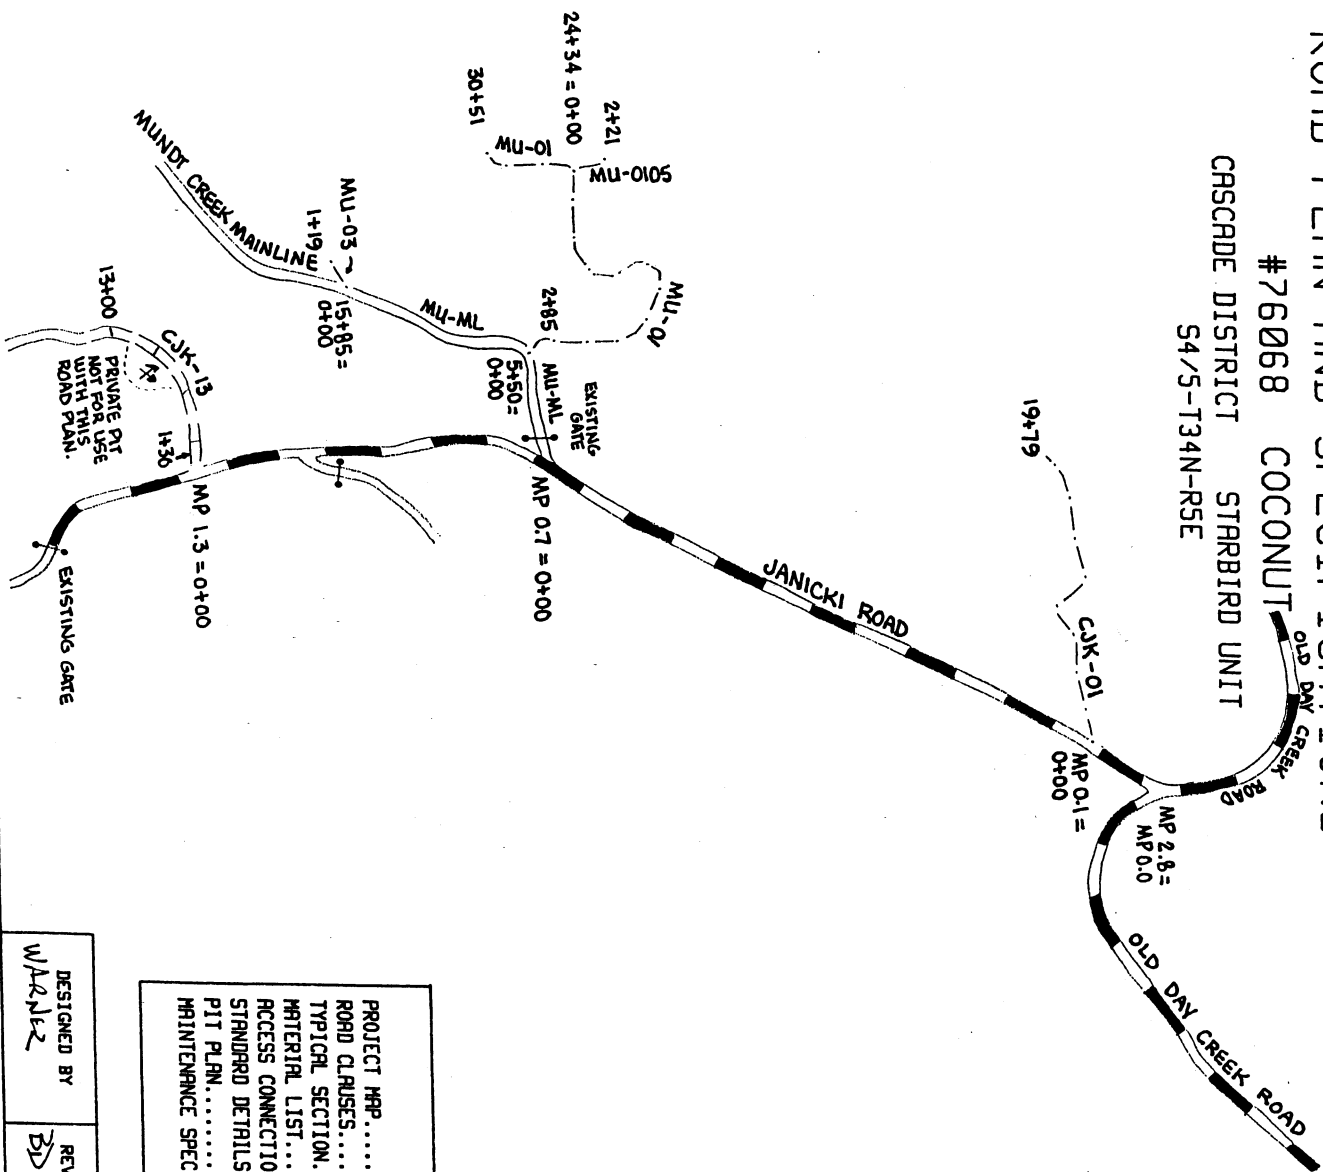 ROAD PLAN AND SPECIFICATIONS
#76068 COCONUT
CASCADE DISTRICT STARBIRD UNIT
S4/5-T34N-R5E
OLD DAY CREEK ROAD
MP 2.8 =
MP 0.0
OLD DAY CREEK ROAD
MP 0.1 =
0+00
CJK-01
19+79
JANICKI ROAD
MP 0.7 = 0+00
EXISTING
GATE
MU-ML
5+50 =
0+00
2+85
MU-01
MU-0105
2+21
24+34 = 0+00
MU-01
30+51
MU-ML
15+85 =
0+00
MU-03
1+19
MUNDT CREEK MAINLINE
MP 1.3 = 0+00
1+36
CJK-13
13+00
PRIVATE PIT
NOT FOR USE
WITH THIS
ROAD PLAN.
EXISTING GATE
PROJECT MAP.....
ROAD CLAUSES....
TYPICAL SECTION.
MATERIAL LIST...
ACCESS CONNECTIO
STANDARD DETAILS
PIT PLAN........
MAINTENANCE SPEC
DESIGNED BY
WARNER
REV
BD